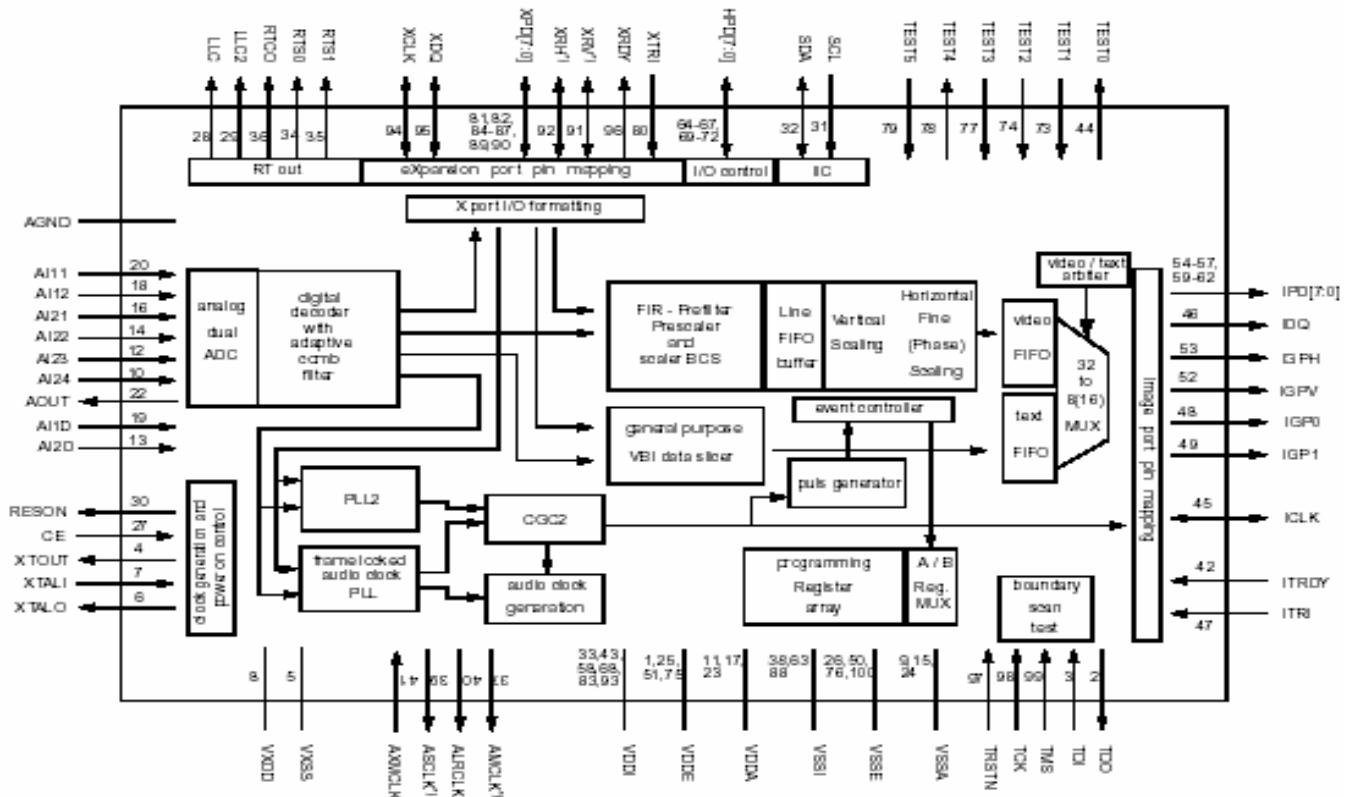 LLC LLC2 RTCO RTS0 RTS1 XCLK XDQ XPD[7:0] XRH'I XRV'I XRDY XTRI HPD[7:0] SDA SCL TEST5 TEST4 TEST3 TEST2 TEST1 TEST0
28 29 36 34 35 94 95 81,82, 84-87, 89,90 92 91 96 80 64-67, 69-72 32 31 79 78 77 74 73 44
RT out
eXpansion port pin mapping
I/O control
IIC
X port I/O formatting
AGND
AI11 20
AI12 18
AI21 16
AI22 14
AI23 12
AI24 10
AOUT 22
AI1D 19
AI2D 13
analog
dual
ADC
digital
decoder
with
adaptive
comb
filter
FIR - Prefilter
Prescaler
and
scaler BCS
Line
FIFO
buffer
Vertical
Scaling
Horizontal
Fine
(Phase)
Scaling
video
FIFO
text
FIFO
video / text
arbiter
32
to
8(16)
MUX
image port pin mapping
54-57,
59-62
IPD[7:0]
46 IDQ
53 IGPH
52 IGPV
48 IGP0
49 IGP1
45 ICLK
42 ITRDY
47 ITRI
event controller
general purpose
VBI data slicer
puls generator
RESON 30
CE 27
XTOUT 4
XTALI 7
XTALO 6
clock generation and
power on control
PLL2
CGC2
frame locked
audio clock
PLL
audio clock
generation
programming
Register
array
A / B
Reg.
MUX
boundary
scan
test
8 5 41 39 40 37 33,43, 58,68, 83,93 1,25, 51,75 11,17, 23 38,63 88 26,50, 76,100 9,15, 24 97 98 99 3 2
VXDD VXSS AXMCLK ASCLK ALRCLK AMCLK VDDI VDDE VDDA VSSI VSSE VSSA TRSTN TCK TMS TDI TDO